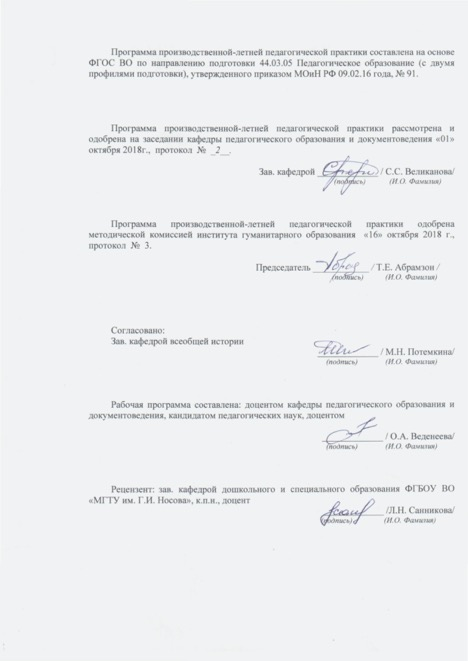 Программа производственной-летней педагогической практики составлена на основе
ФГОС ВО по направлению подготовки 44.03.05 Педагогическое образование (с двумя
профилями подготовки), утвержденного приказом МОиН РФ 09.02.16 года, № 91.
Программа производственной-летней педагогической практики рассмотрена и
одобрена на заседании кафедры педагогического образования и документоведения «01»
октября 2018г., протокол № _2_.
Зав. кафедрой / С.С. Великанова/
(подпись) (И.О. Фамилия)
Программа производственной-летней педагогической практики одобрена
методической комиссией института гуманитарного образования «16» октября 2018 г.,
протокол № 3.
Председатель / Т.Е. Абрамзон /
(подпись) (И.О. Фамилия)
Согласовано:
Зав. кафедрой всеобщей истории
/ М.Н. Потемкина/
(подпись) (И.О. Фамилия)
Рабочая программа составлена: доцентом кафедры педагогического образования и
документоведения, кандидатом педагогических наук, доцентом
/ О.А. Веденеева/
(подпись) (И.О. Фамилия)
Рецензент: зав. кафедрой дошкольного и специального образования ФГБОУ ВО
«МГТУ им. Г.И. Носова», к.п.н., доцент
/Л.Н. Санникова/
(подпись) (И.О. Фамилия)